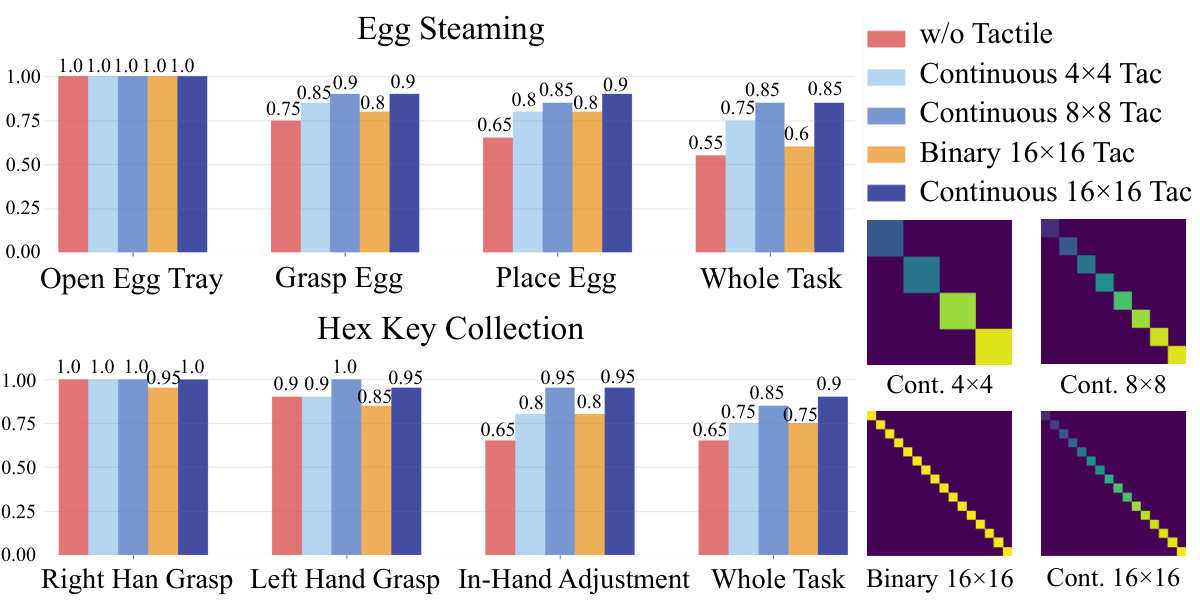 Egg Steaming
1.00
0.75
0.50
0.25
0.00
1.0 1.0 1.0 1.0 1.0
0.75 0.85 0.9 0.8 0.9
0.65 0.8 0.85 0.8 0.9
0.55 0.75 0.85 0.6 0.85
Open Egg Tray
Grasp Egg
Place Egg
Whole Task
Hex Key Collection
1.00
0.75
0.50
0.25
0.00
1.0 1.0 1.0 0.95 1.0
0.9 0.9 1.0 0.85 0.95
0.65 0.8 0.95 0.8 0.95
0.65 0.75 0.85 0.75 0.9
Right Han Grasp
Left Hand Grasp
In-Hand Adjustment
Whole Task
w/o Tactile
Continuous 4×4 Tac
Continuous 8×8 Tac
Binary 16×16 Tac
Continuous 16×16 Tac
Cont. 4×4
Cont. 8×8
Binary 16×16
Cont. 16×16